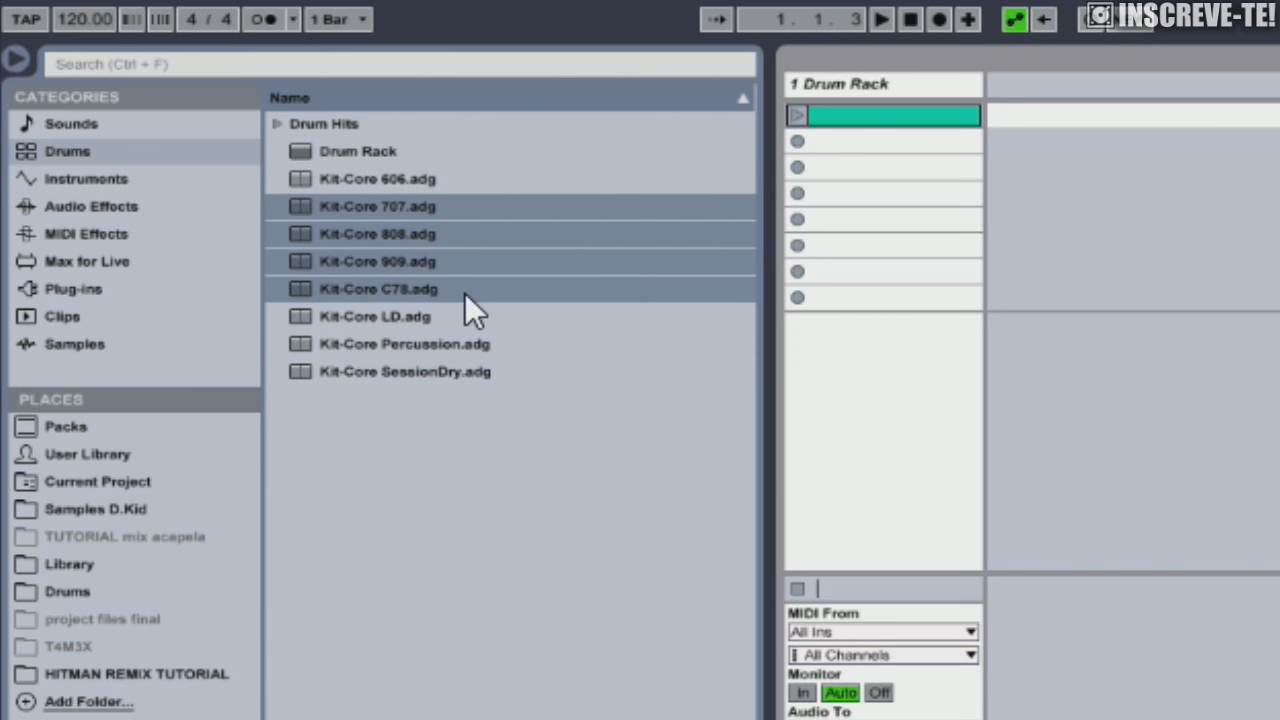 TAP 120.00 4 / 4 1 Bar 1. 1. 3
INSCREVE-TE!
Search (Ctrl + F)
CATEGORIES
Sounds
Drums
Instruments
Audio Effects
MIDI Effects
Max for Live
Plug-ins
Clips
Samples
PLACES
Packs
User Library
Current Project
Samples D.Kid
TUTORIAL mix acapela
Library
Drums
project files final
T4M3X
HITMAN REMIX TUTORIAL
Add Folder...
Name
Drum Hits
Drum Rack
Kit-Core 606.adg
Kit-Core 707.adg
Kit-Core 808.adg
Kit-Core 909.adg
Kit-Core C78.adg
Kit-Core LD.adg
Kit-Core Percussion.adg
Kit-Core SessionDry.adg
1 Drum Rack
MIDI From
All Ins
All Channels
Monitor
In Auto Off
Audio To